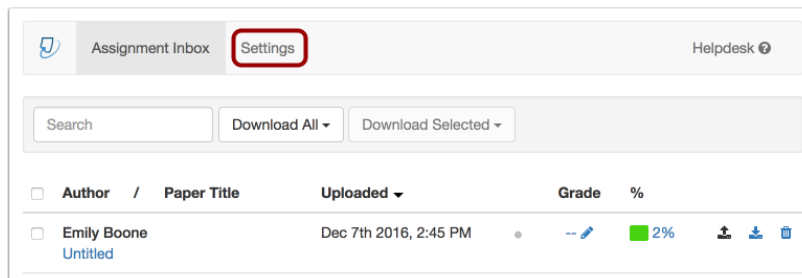 Assignment Inbox Settings Helpdesk
Search Download All Download Selected
Author / Paper Title Uploaded Grade %
Emily Boone Dec 7th 2016, 2:45 PM -- 2%
Untitled